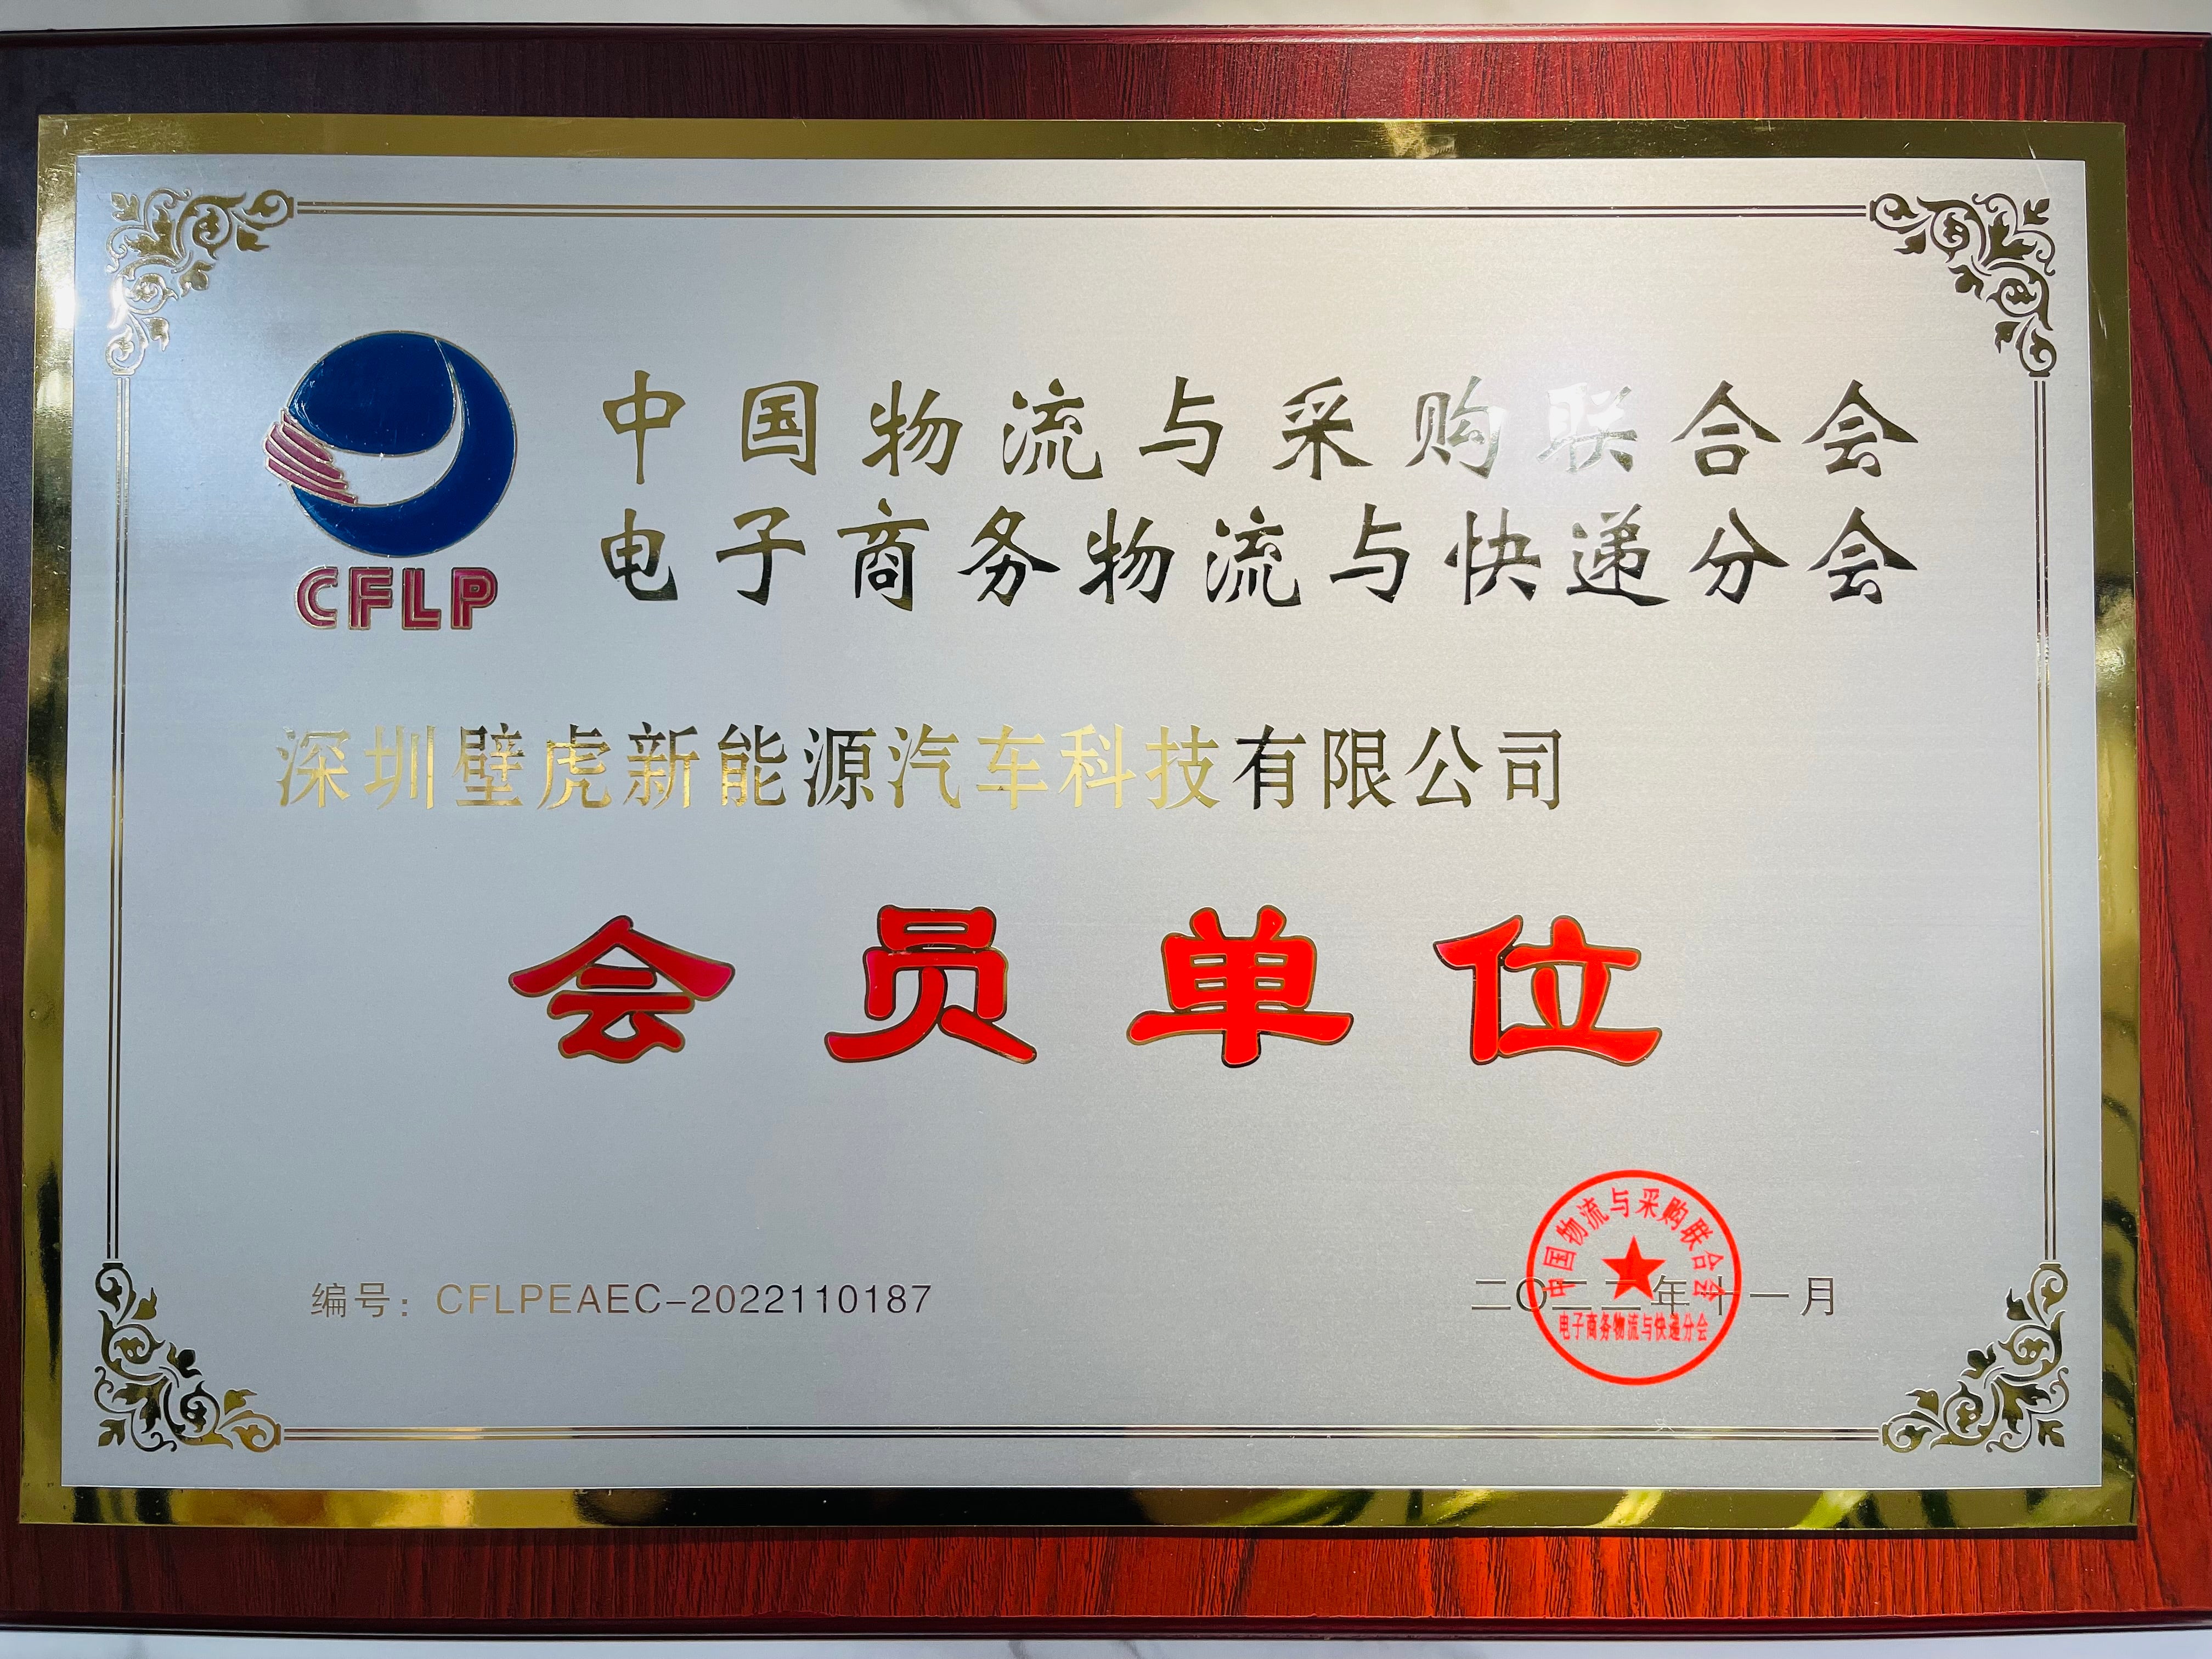 中国物流与采购联合会
CFLP
电子商务物流与快递分会
深圳壁虎新能源汽车科技有限公司
会员单位
编号：CFLPEAEC-2022110187
二〇二二年十一月
中国物流与采购联合会
电子商务物流与快递分会